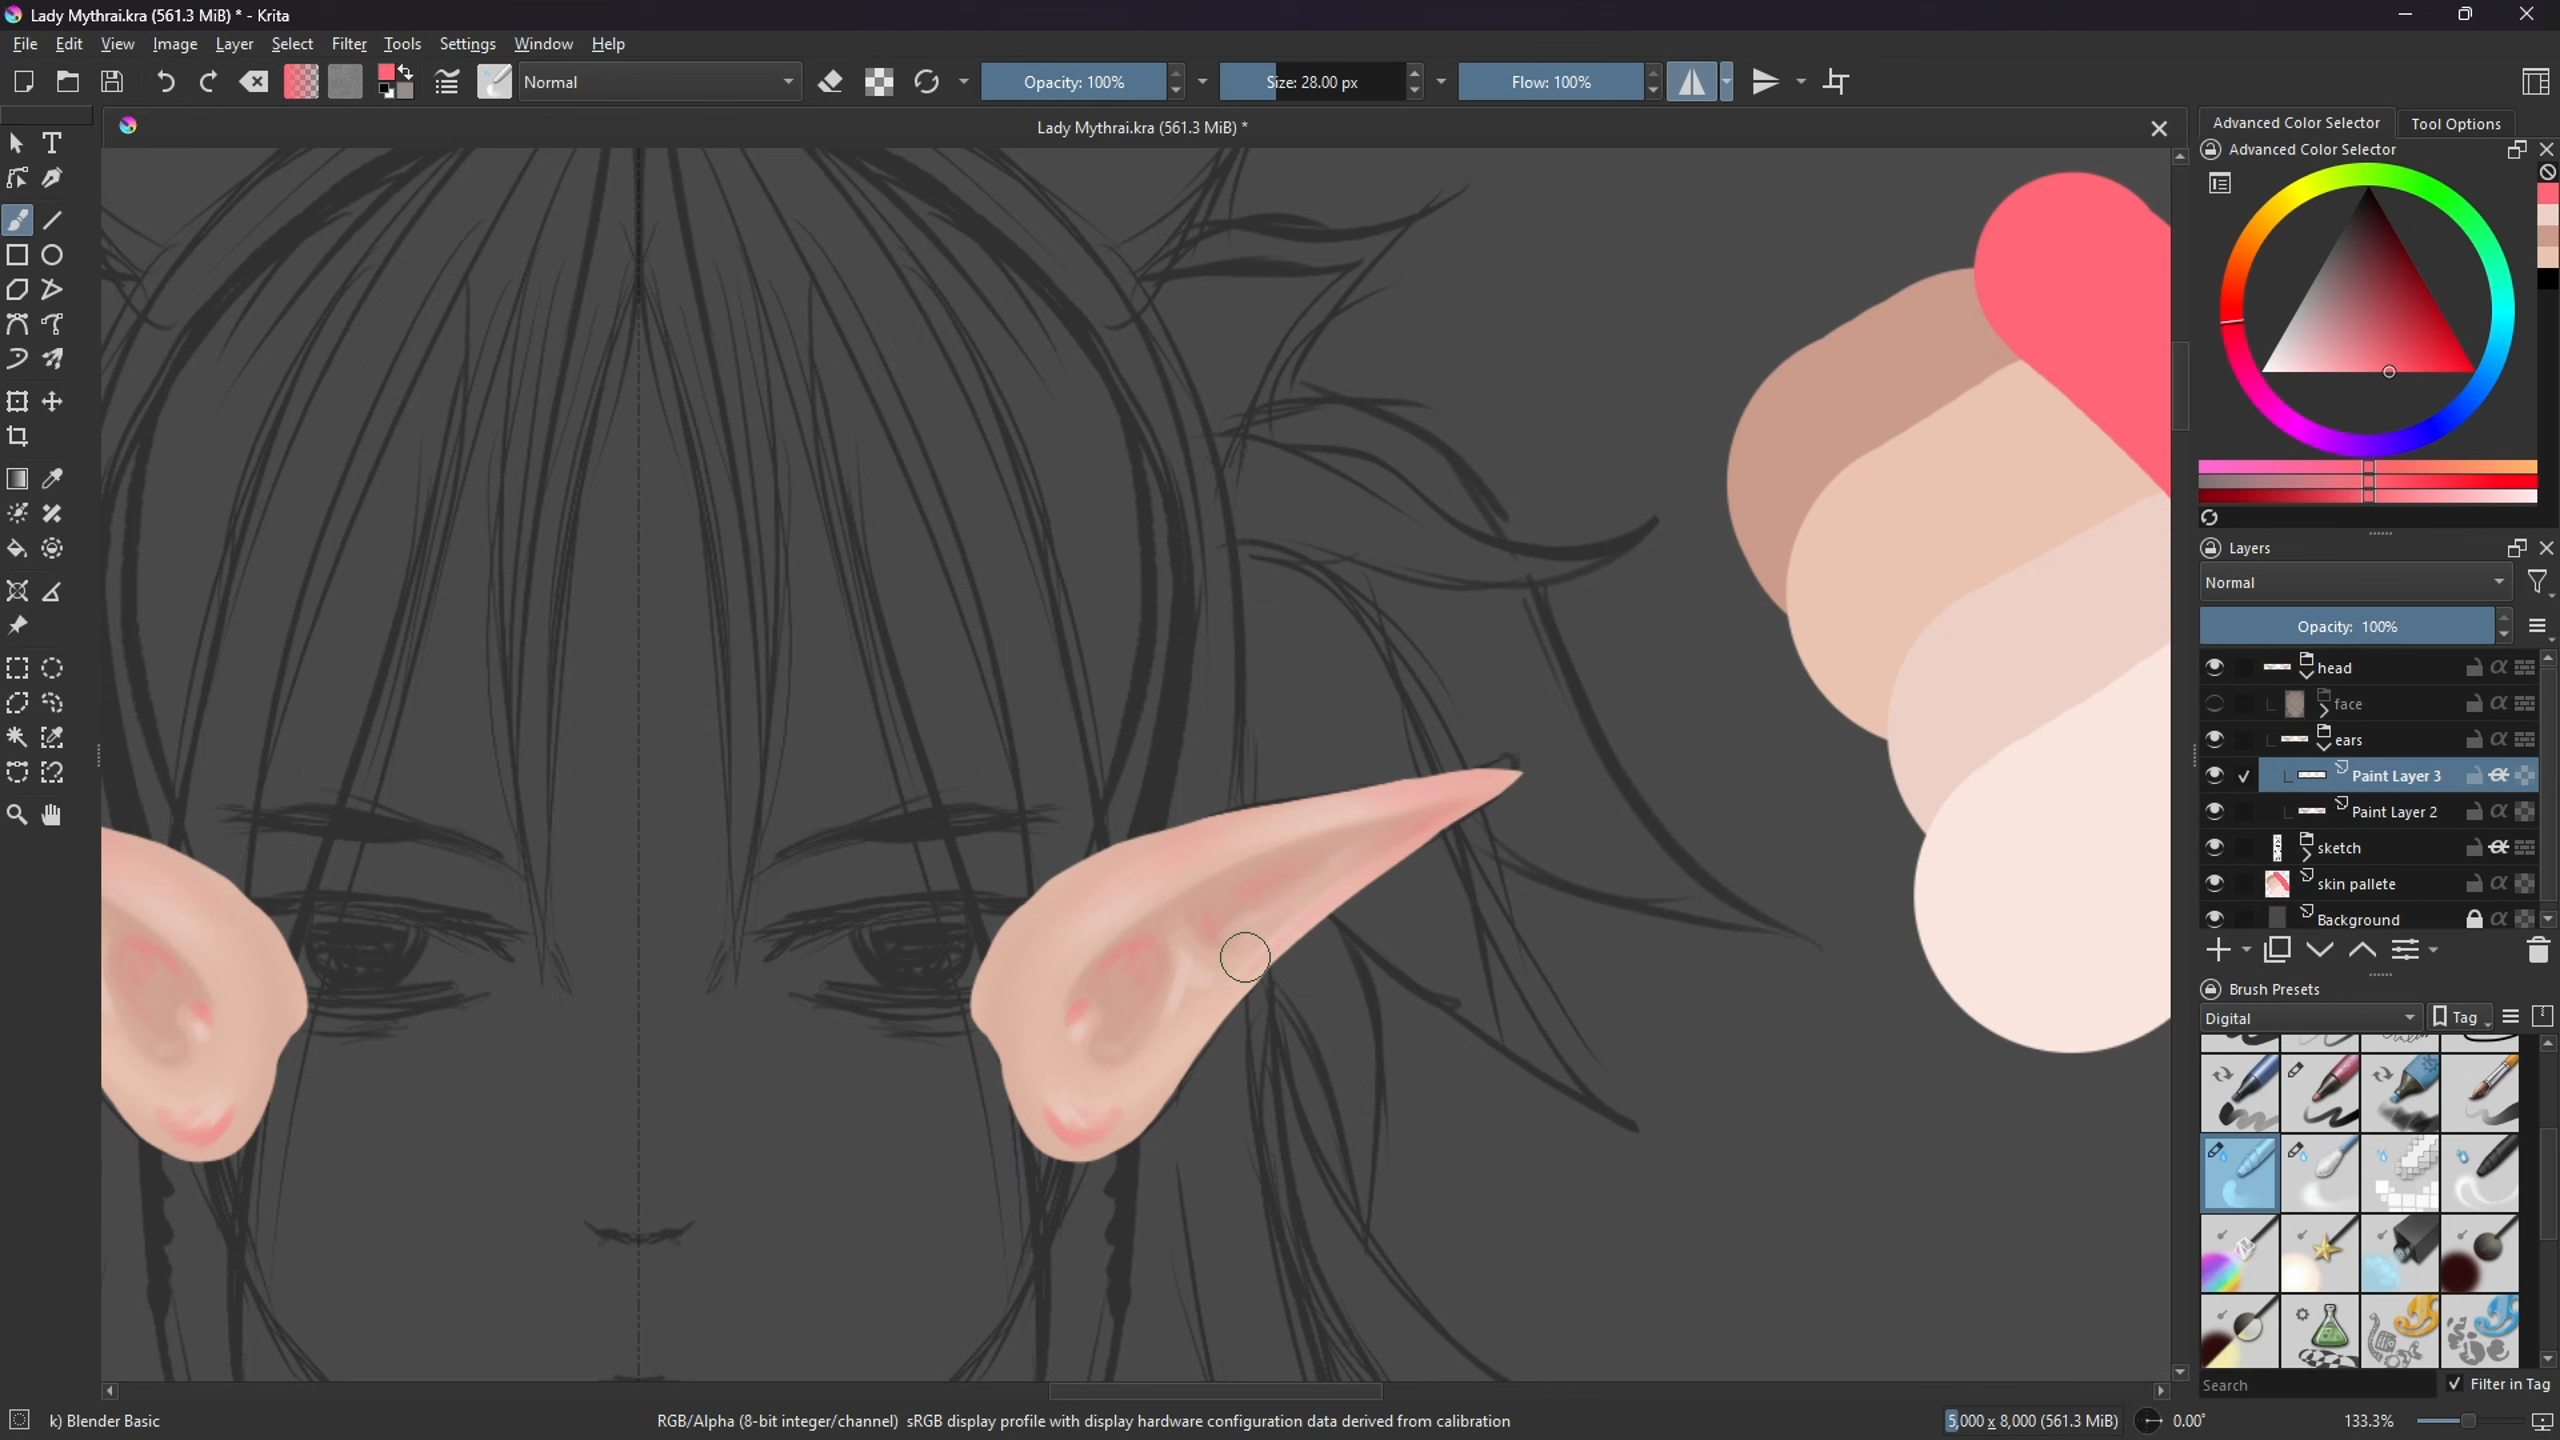 Lady Mythrai.kra (561.3 MiB) * - Krita
File Edit View Image Layer Select Filter Tools Settings Window Help
Normal Opacity: 100% Size: 28.00 px Flow: 100%
Lady Mythrai.kra (561.3 MiB) *
Advanced Color Selector Tool Options
Advanced Color Selector
Layers
Normal
Opacity: 100%
head
face
ears
Paint Layer 3
Paint Layer 2
sketch
skin pallete
Background
Brush Presets
Digital Tag
Search Filter in Tag
k) Blender Basic RGB/Alpha (8-bit integer/channel) sRGB display profile with display hardware configuration data derived from calibration 5,000 x 8,000 (561.3 MiB) 0.00° 133.3%